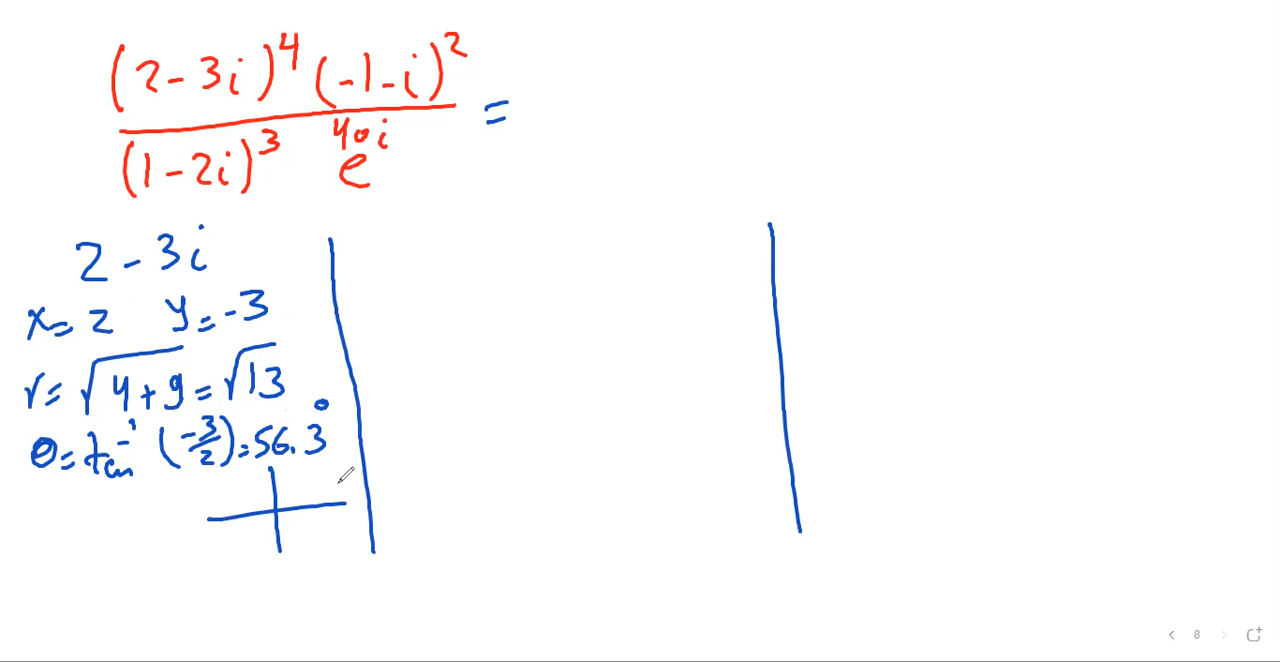 (2-3i)^4 (-1-i)^2 =
(1-2i)^3 e^{40i}
2-3i
x=2 y=-3
r=√4+9=√13
θ=tan^{-1}(-3/2)=56.3°
8